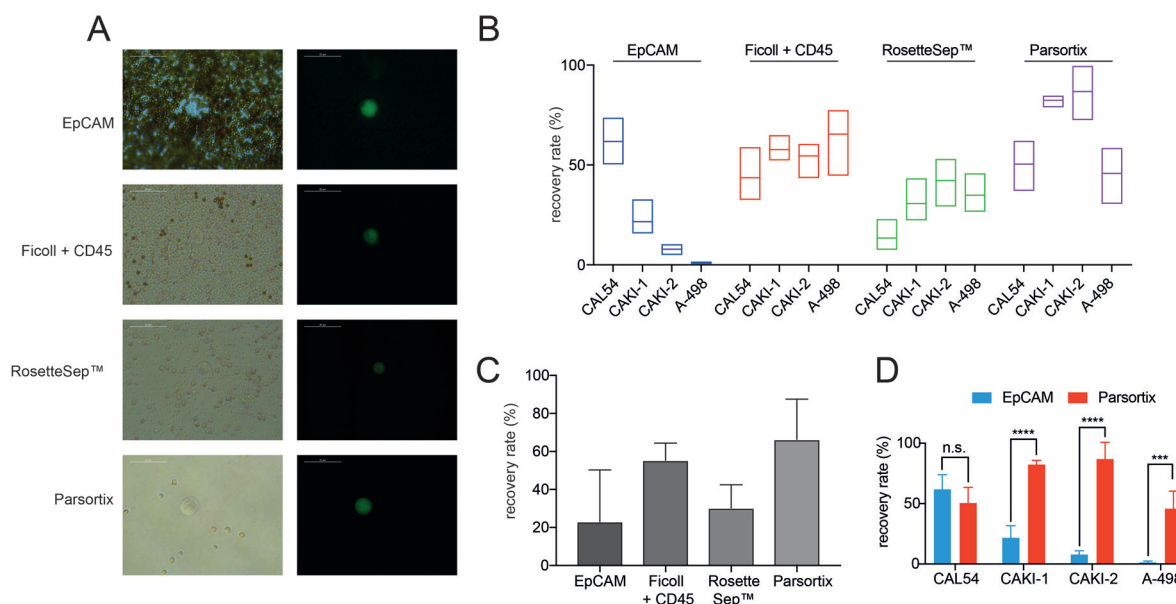 A
EpCAM
Ficoll + CD45
RosetteSep™
Parsortix
B
EpCAM
Ficoll + CD45
RosetteSep™
Parsortix
recovery rate (%)
100
50
0
CAL54
CAKI-1
CAKI-2
A-498
CAL54
CAKI-1
CAKI-2
A-498
CAL54
CAKI-1
CAKI-2
A-498
CAL54
CAKI-1
CAKI-2
A-498
C
recovery rate (%)
100
80
60
40
20
0
EpCAM
Ficoll
+ CD45
Rosette
Sep™
Parsortix
D
EpCAM
Parsortix
recovery rate (%)
100
50
0
n.s.
****
****
***
CAL54
CAKI-1
CAKI-2
A-498